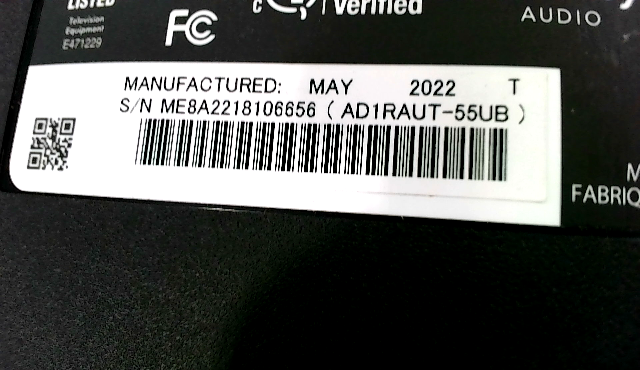 LISTED
Television
Equipment
E471229
FC
Verified
AUDIO
MANUFACTURED: MAY 2022 T
S/N ME8A2218106656 ( AD1RAUT-55UB )
M
FABRIQ